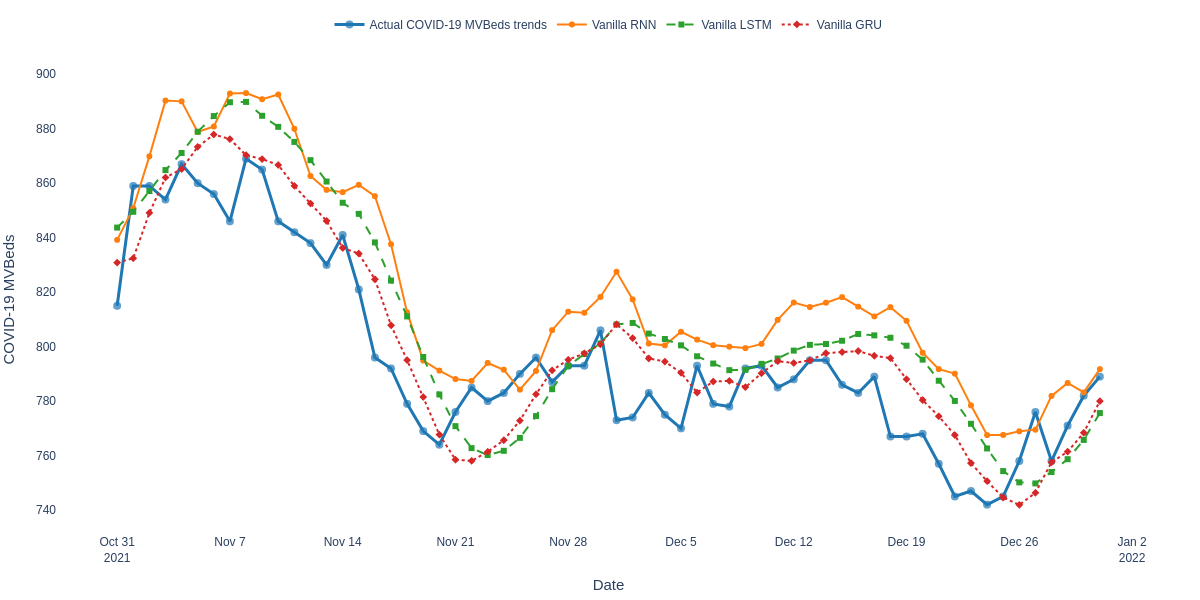 Actual COVID-19 MVBeds trends Vanilla RNN Vanilla LSTM Vanilla GRU
900
880
860
840
820
800
780
760
740
COVID-19 MVBeds
Oct 31 Nov 7 Nov 14 Nov 21 Nov 28 Dec 5 Dec 12 Dec 19 Dec 26 Jan 2
2021 2022
Date